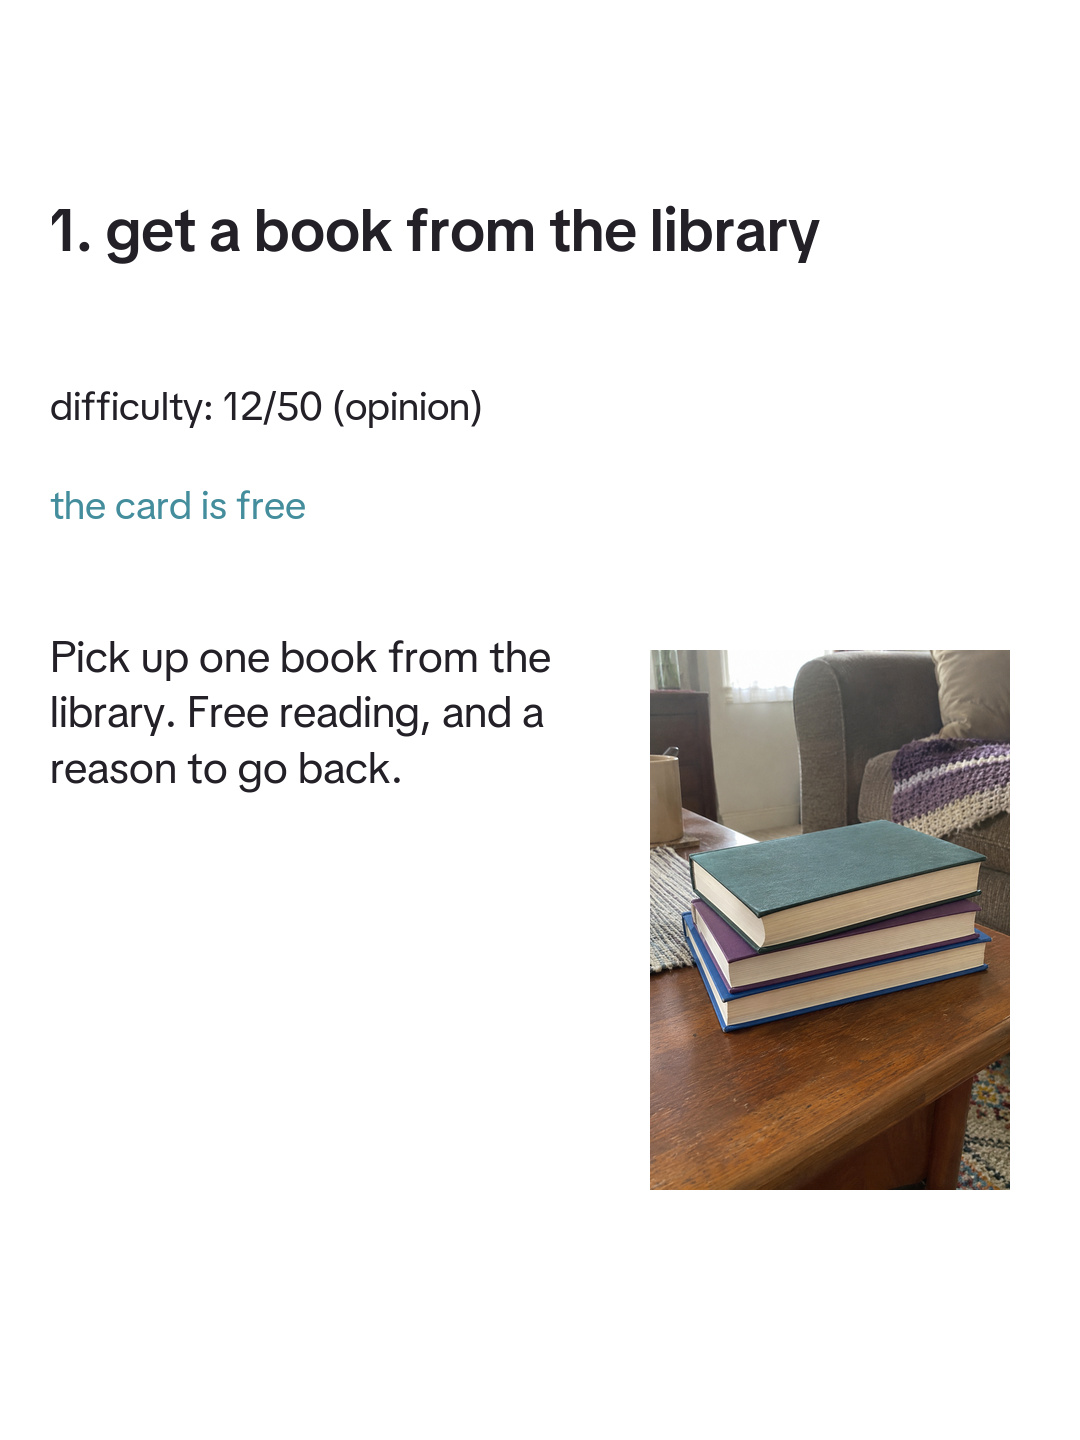 1. get a book from the library
difficulty: 12/50 (opinion)
the card is free
Pick up one book from the
library. Free reading, and a
reason to go back.